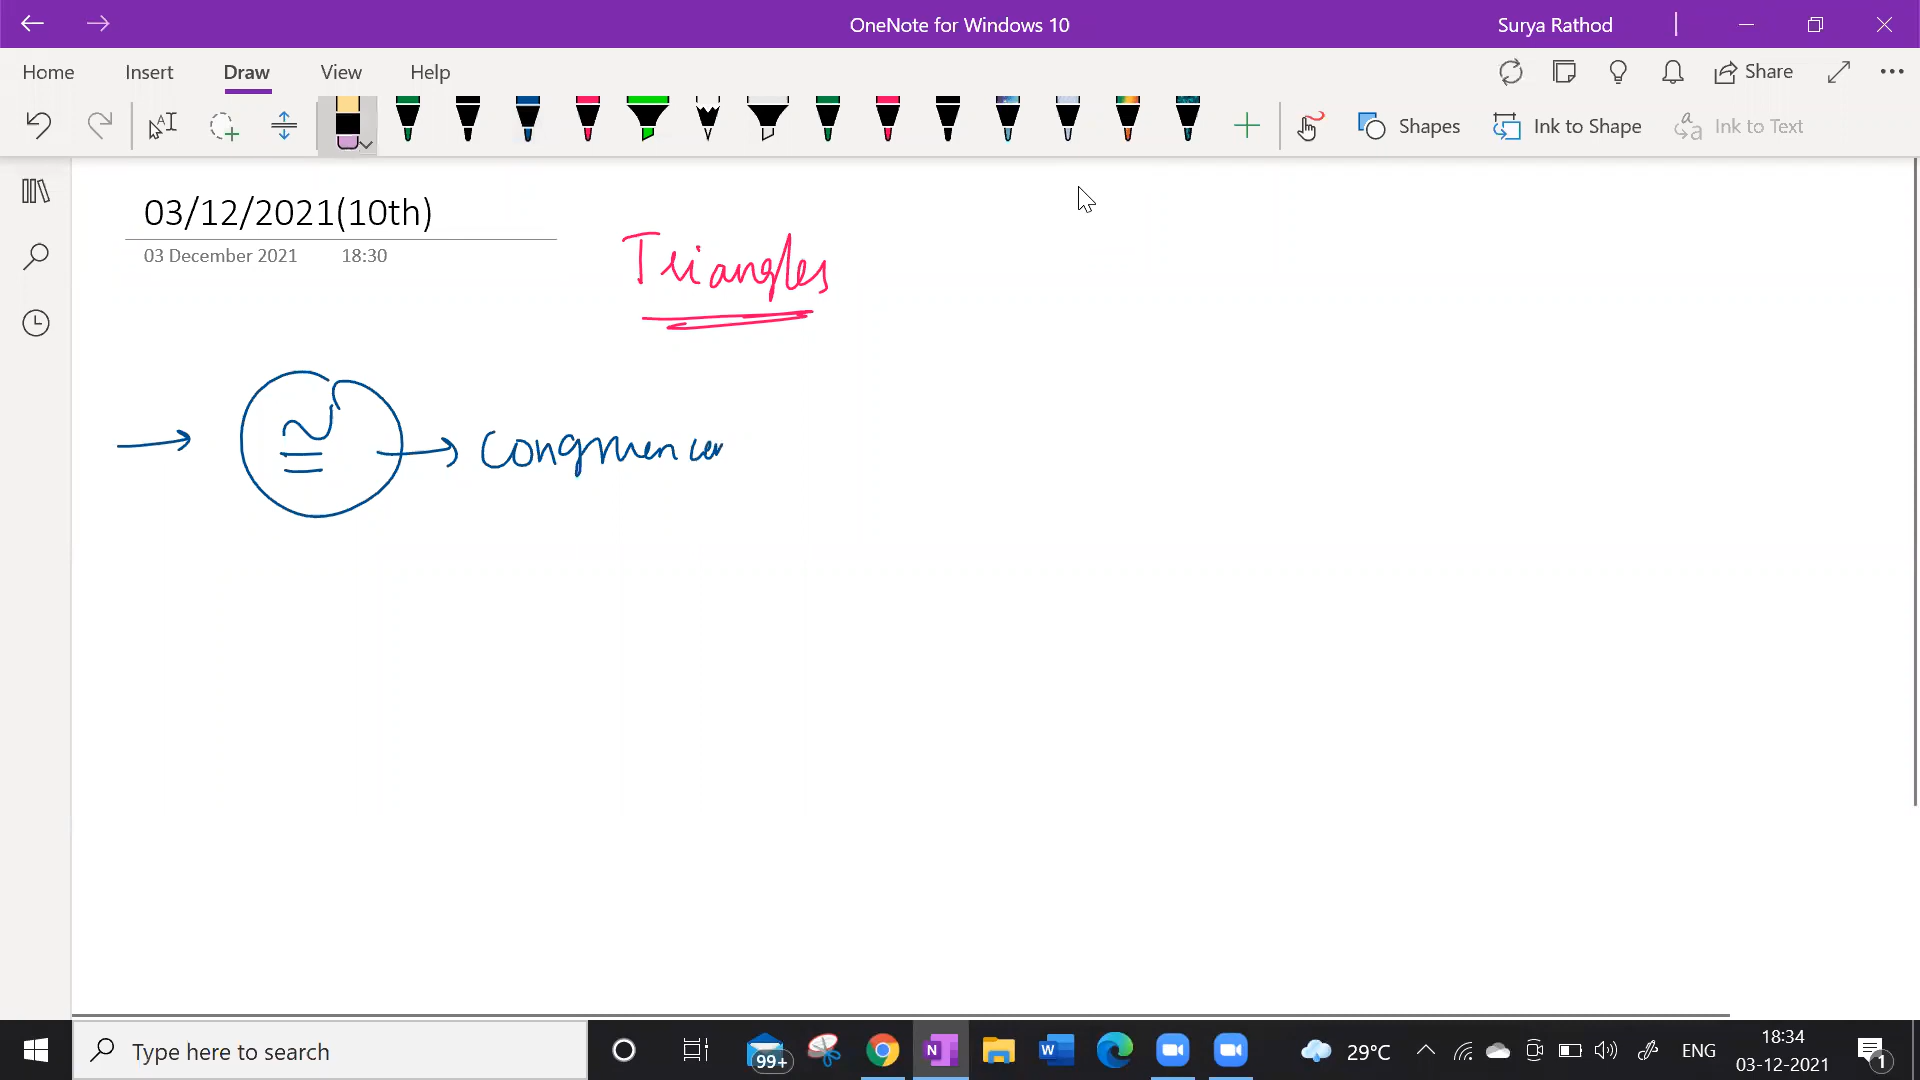 OneNote for Windows 10
Surya Rathod
Home Insert Draw View Help
Share
Shapes Ink to Shape Ink to Text
03/12/2021(10th)
03 December 2021 18:30
Triangles
≅ → congruence
Type here to search
99+
29°C
ENG
18:34
03-12-2021
1